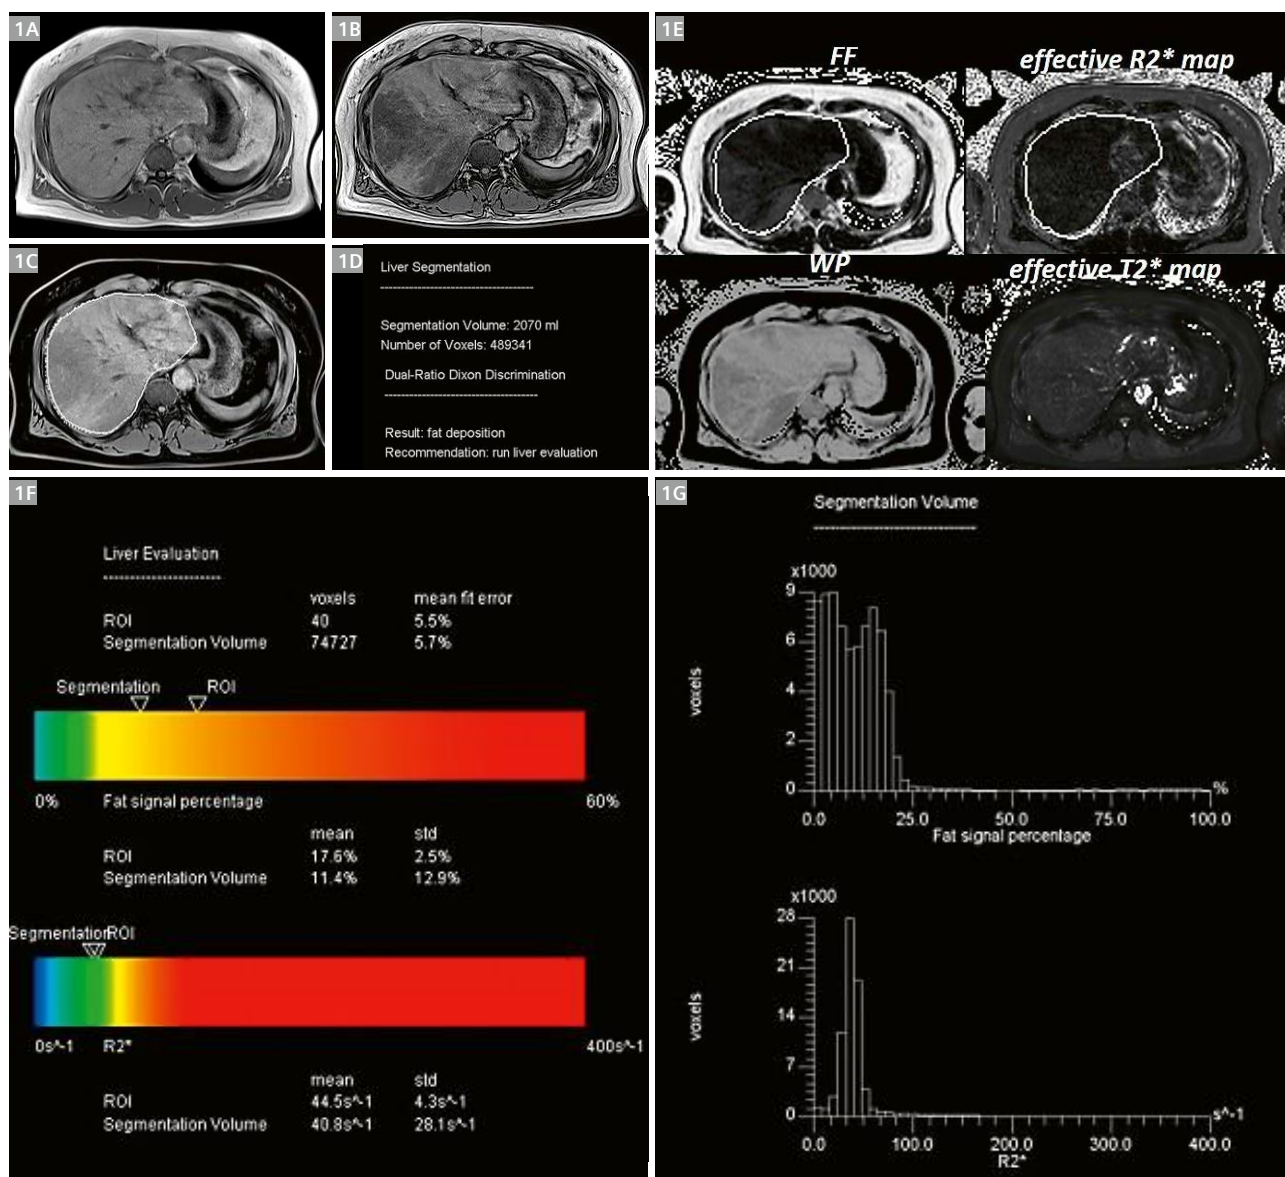 1A
1B
1C
1D
Liver Segmentation
----------------------------------
Segmentation Volume: 2070 ml
Number of Voxels: 489341
Dual-Ratio Dixon Discrimination
----------------------------------
Result: fat deposition
Recommendation: run liver evaluation
1E
FF
effective R2* map
WP
effective T2* map
1F
Liver Evaluation
-----------------------
voxels mean fit error
ROI 40 5.5%
Segmentation Volume 74727 5.7%
Segmentation ROI
0% Fat signal percentage 60%
mean std
ROI 17.6% 2.5%
Segmentation Volume 11.4% 12.9%
SegmentationROI
0s^-1 R2* 400s^-1
mean std
ROI 44.5s^-1 4.3s^-1
Segmentation Volume 40.8s^-1 28.1s^-1
1G
Segmentation Volume
--------------------------------
x1000
9
6
4
2
0
voxels
%
0.0 25.0 50.0 75.0 100.0
Fat signal percentage
x1000
28
21
14
7
0
voxels
s^-1
0.0 100.0 200.0 300.0 400.0
R2*